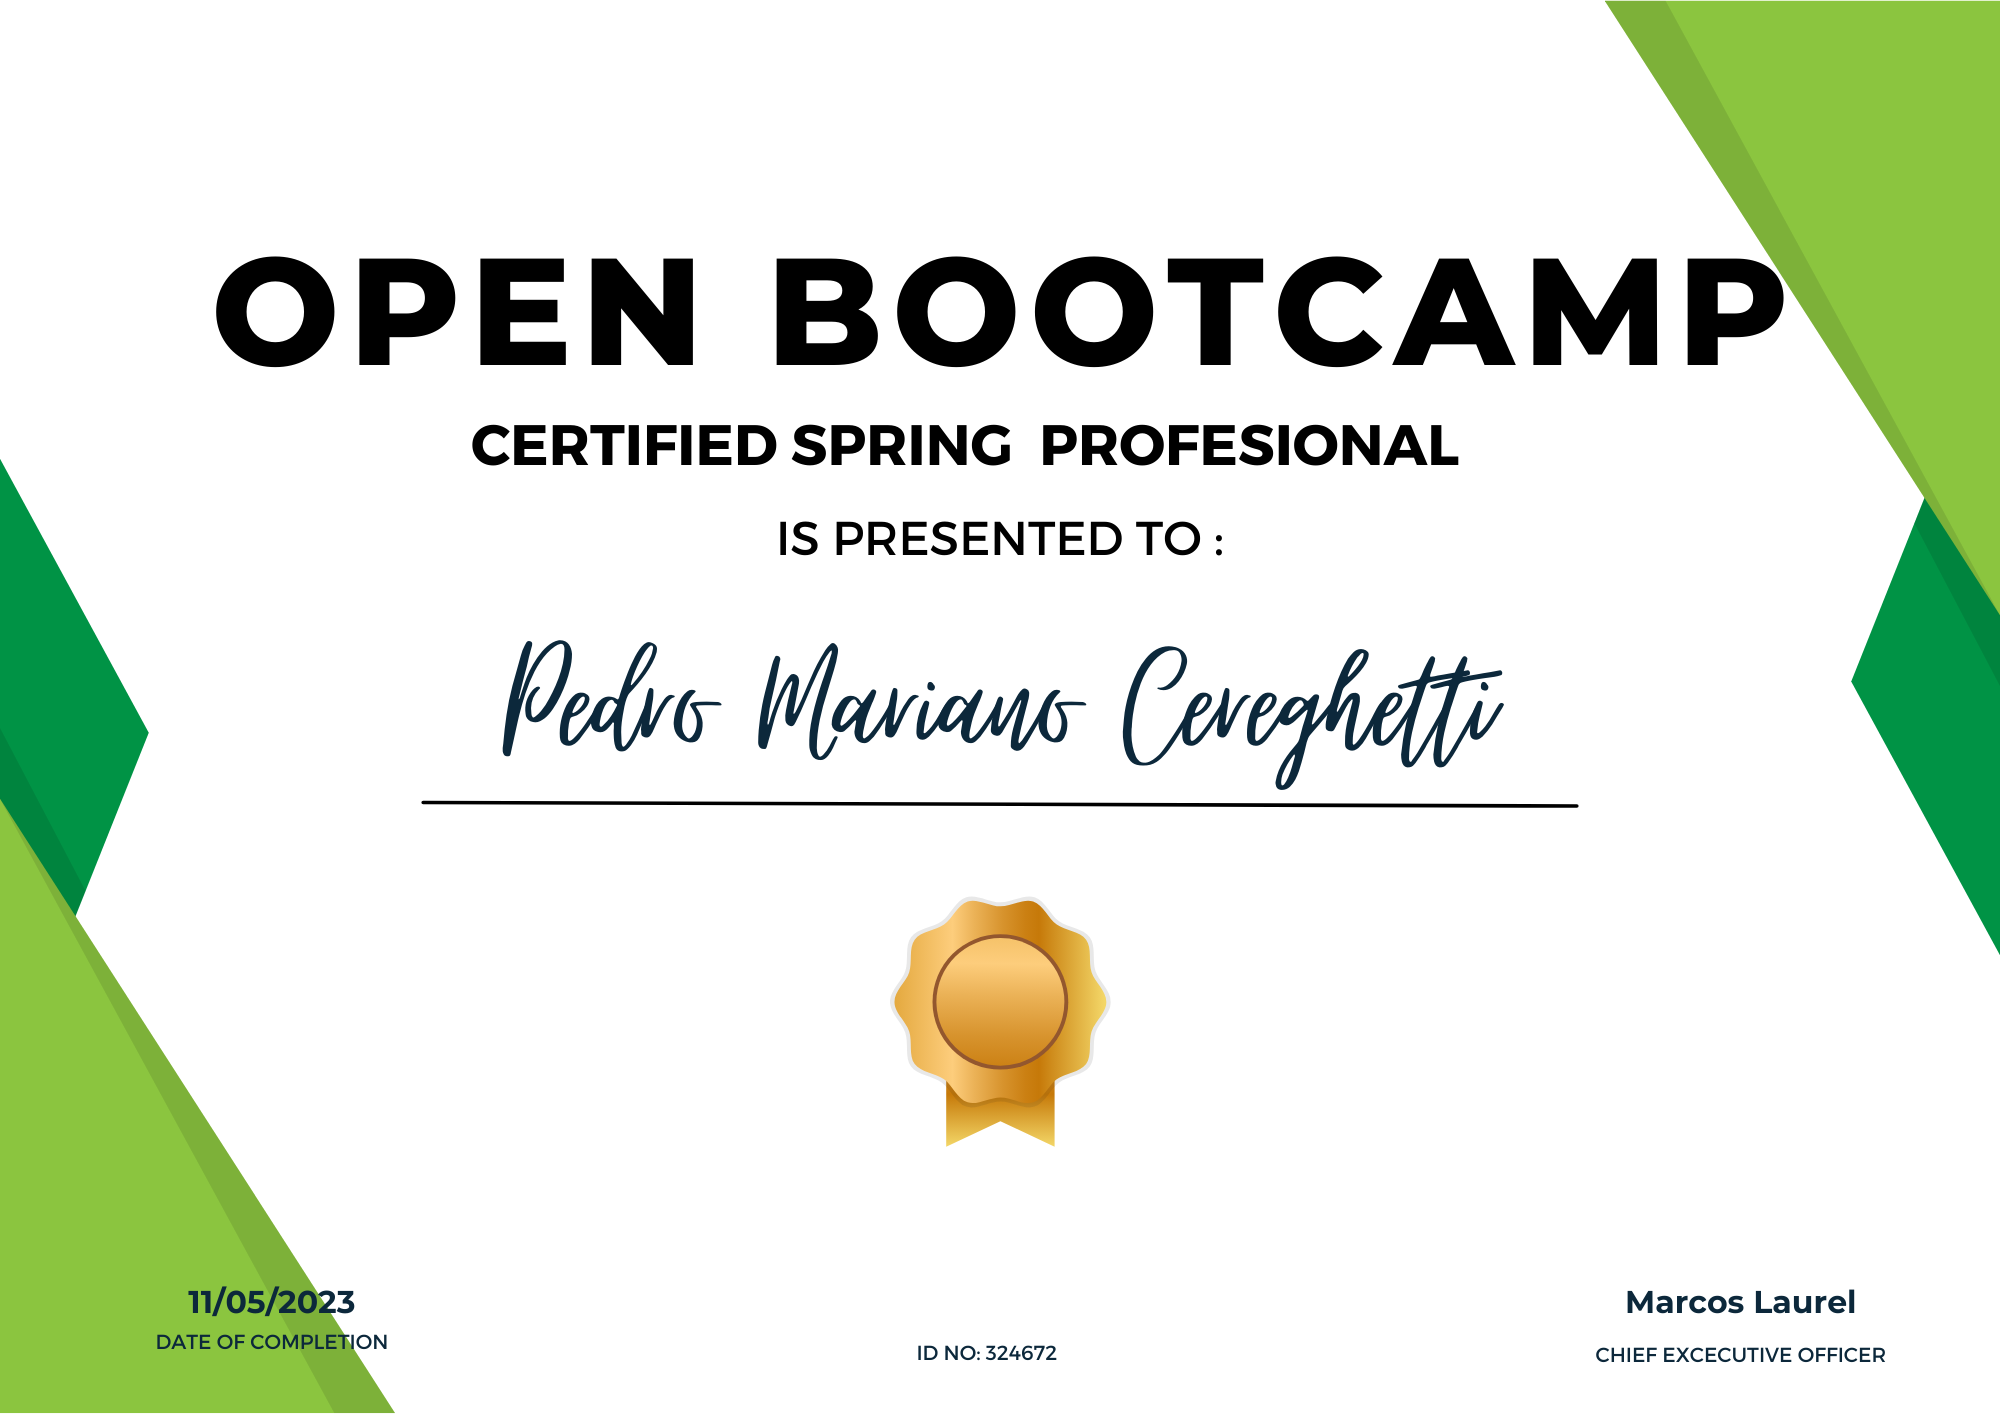 OPEN BOOTCAMP
CERTIFIED SPRING PROFESIONAL
IS PRESENTED TO :
Pedro Mariano Cereghetti
11/05/2023
DATE OF COMPLETION
ID NO: 324672
Marcos Laurel
CHIEF EXCECUTIVE OFFICER